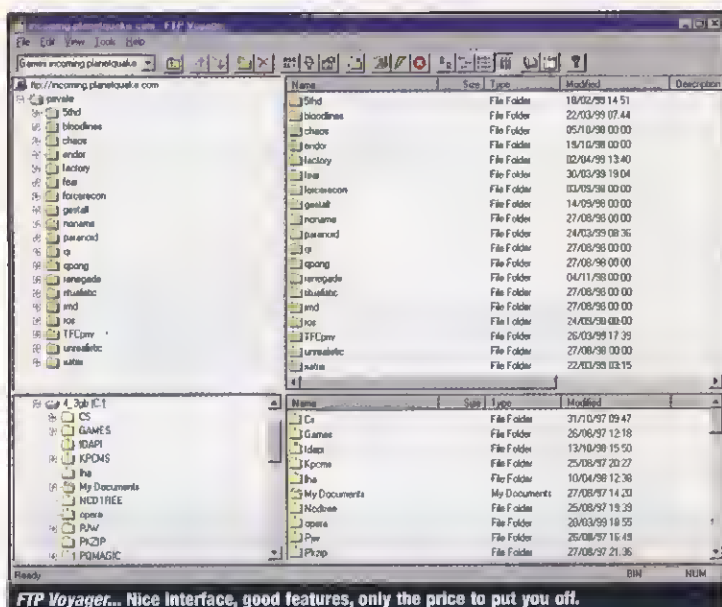 incoming.planetquake.com - FTP Voyager
File Edit View Tools Help
Games incoming.planetquake
ftp://incoming.planetquake.com
private
5thd
bloodlines
chaos
endor
factory
fear
forcerecon
gestalt
noname
paranoid
qi
qpong
renegade
ritualistic
rmd
ros
TFCpriv
unrealistic
xatrix
Name Size Type Modified Description
5thd File Folder 18/02/99 14:51
bloodlines File Folder 22/03/99 07:44
chaos File Folder 05/10/98 00:00
endor File Folder 19/10/98 00:00
factory File Folder 02/04/99 13:40
fear File Folder 30/03/99 19:04
forcerecon File Folder 03/09/98 00:00
gestalt File Folder 14/09/98 00:00
noname File Folder 27/08/98 00:00
paranoid File Folder 24/03/99 08:36
qi File Folder 27/08/98 00:00
qpong File Folder 27/08/98 00:00
renegade File Folder 04/11/98 00:00
ritualistic File Folder 27/08/98 00:00
rmd File Folder 27/08/98 00:00
ros File Folder 24/09/98 00:00
TFCpriv File Folder 26/03/99 17:39
unrealistic File Folder 27/08/98 00:00
File Folder 22/03/99 03:15
4_3gb (C:)
CS
GAMES
IDAPI
KPCMS
lha
My Documents
NCDTREE
opera
PJW
PKZIP
PQMAGIC
Name Size Type Modified
Cs File Folder 31/10/97 09:47
Games File Folder 26/08/97 12:18
Idapi File Folder 13/10/98 15:50
Kpcms File Folder 25/08/97 20:27
lha File Folder 10/04/98 12:38
My Documents My Documents 27/08/97 14:20
Ncdtree File Folder 25/08/97 19:39
opera File Folder 28/03/99 18:55
Pjw File Folder 26/08/97 16:49
Pkzip File Folder 27/08/97 21:36
Ready BIN NUM
FTP Voyager... Nice interface, good features, only the price to put you off.